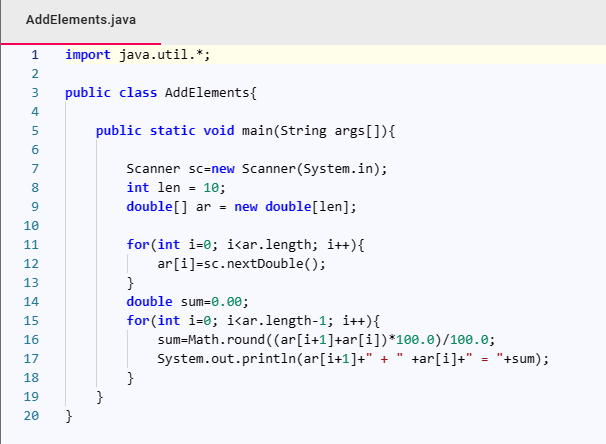 AddElements.java
1 import java.util.*;
2
3 public class AddElements{
4
5     public static void main(String args[]){
6
7         Scanner sc=new Scanner(System.in);
8         int len = 10;
9         double[] ar = new double[len];
10
11         for(int i=0; i<ar.length; i++){
12             ar[i]=sc.nextDouble();
13         }
14         double sum=0.00;
15         for(int i=0; i<ar.length-1; i++){
16             sum=Math.round((ar[i+1]+ar[i])*100.0)/100.0;
17             System.out.println(ar[i+1]+" + " +ar[i]+" = "+sum);
18         }
19     }
20 }